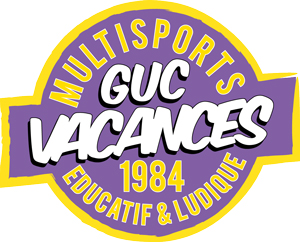 MULTISPORTS
GUC
VACANCES
1984
EDUCATIF & LUDIQUE